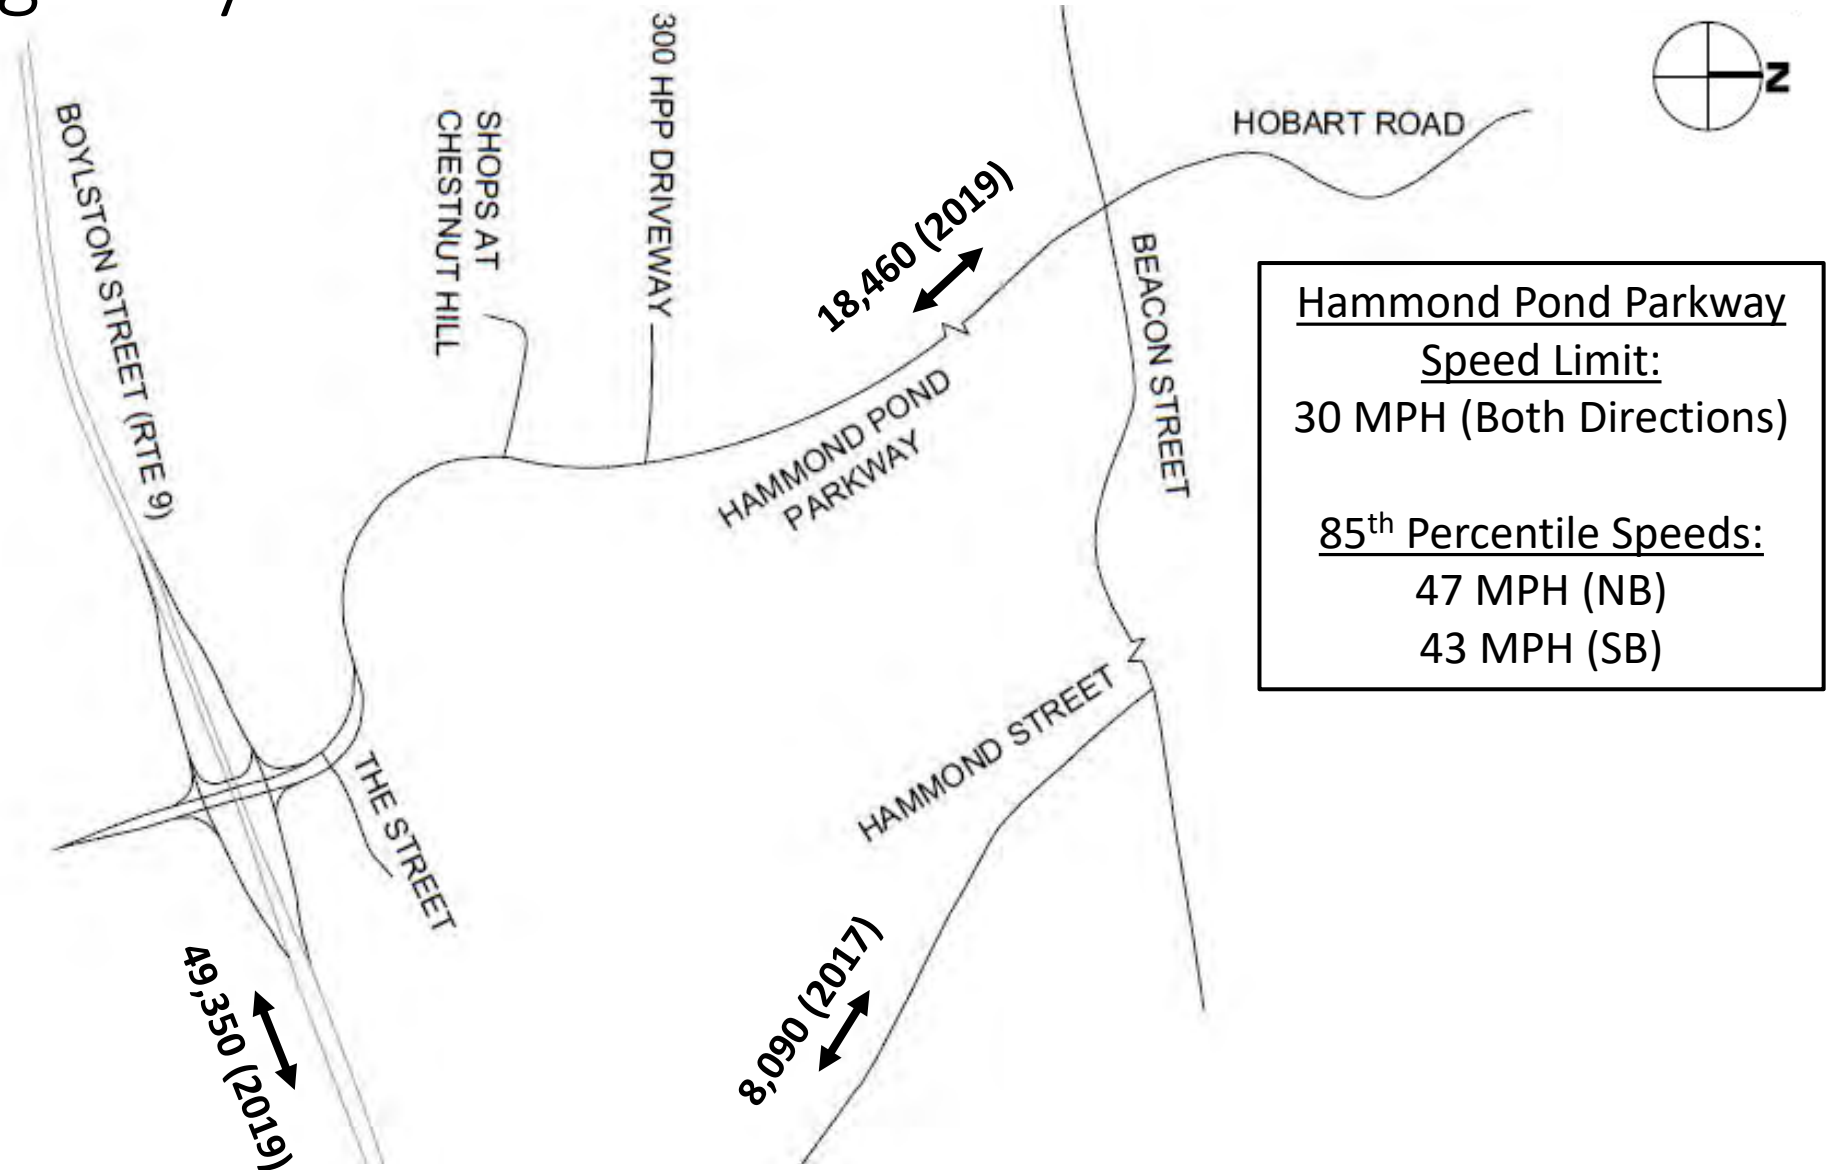 300 HPP DRIVEWAY
N
BOYLSTON STREET (RTE 9)
SHOPS AT
CHESTNUT HILL
HOBART ROAD
18,460 (2019)
BEACON STREET
HAMMOND POND
PARKWAY
Hammond Pond Parkway
Speed Limit:
30 MPH (Both Directions)
85th Percentile Speeds:
47 MPH (NB)
43 MPH (SB)
HAMMOND STREET
THE STREET
49,350 (2019)
8,090 (2017)